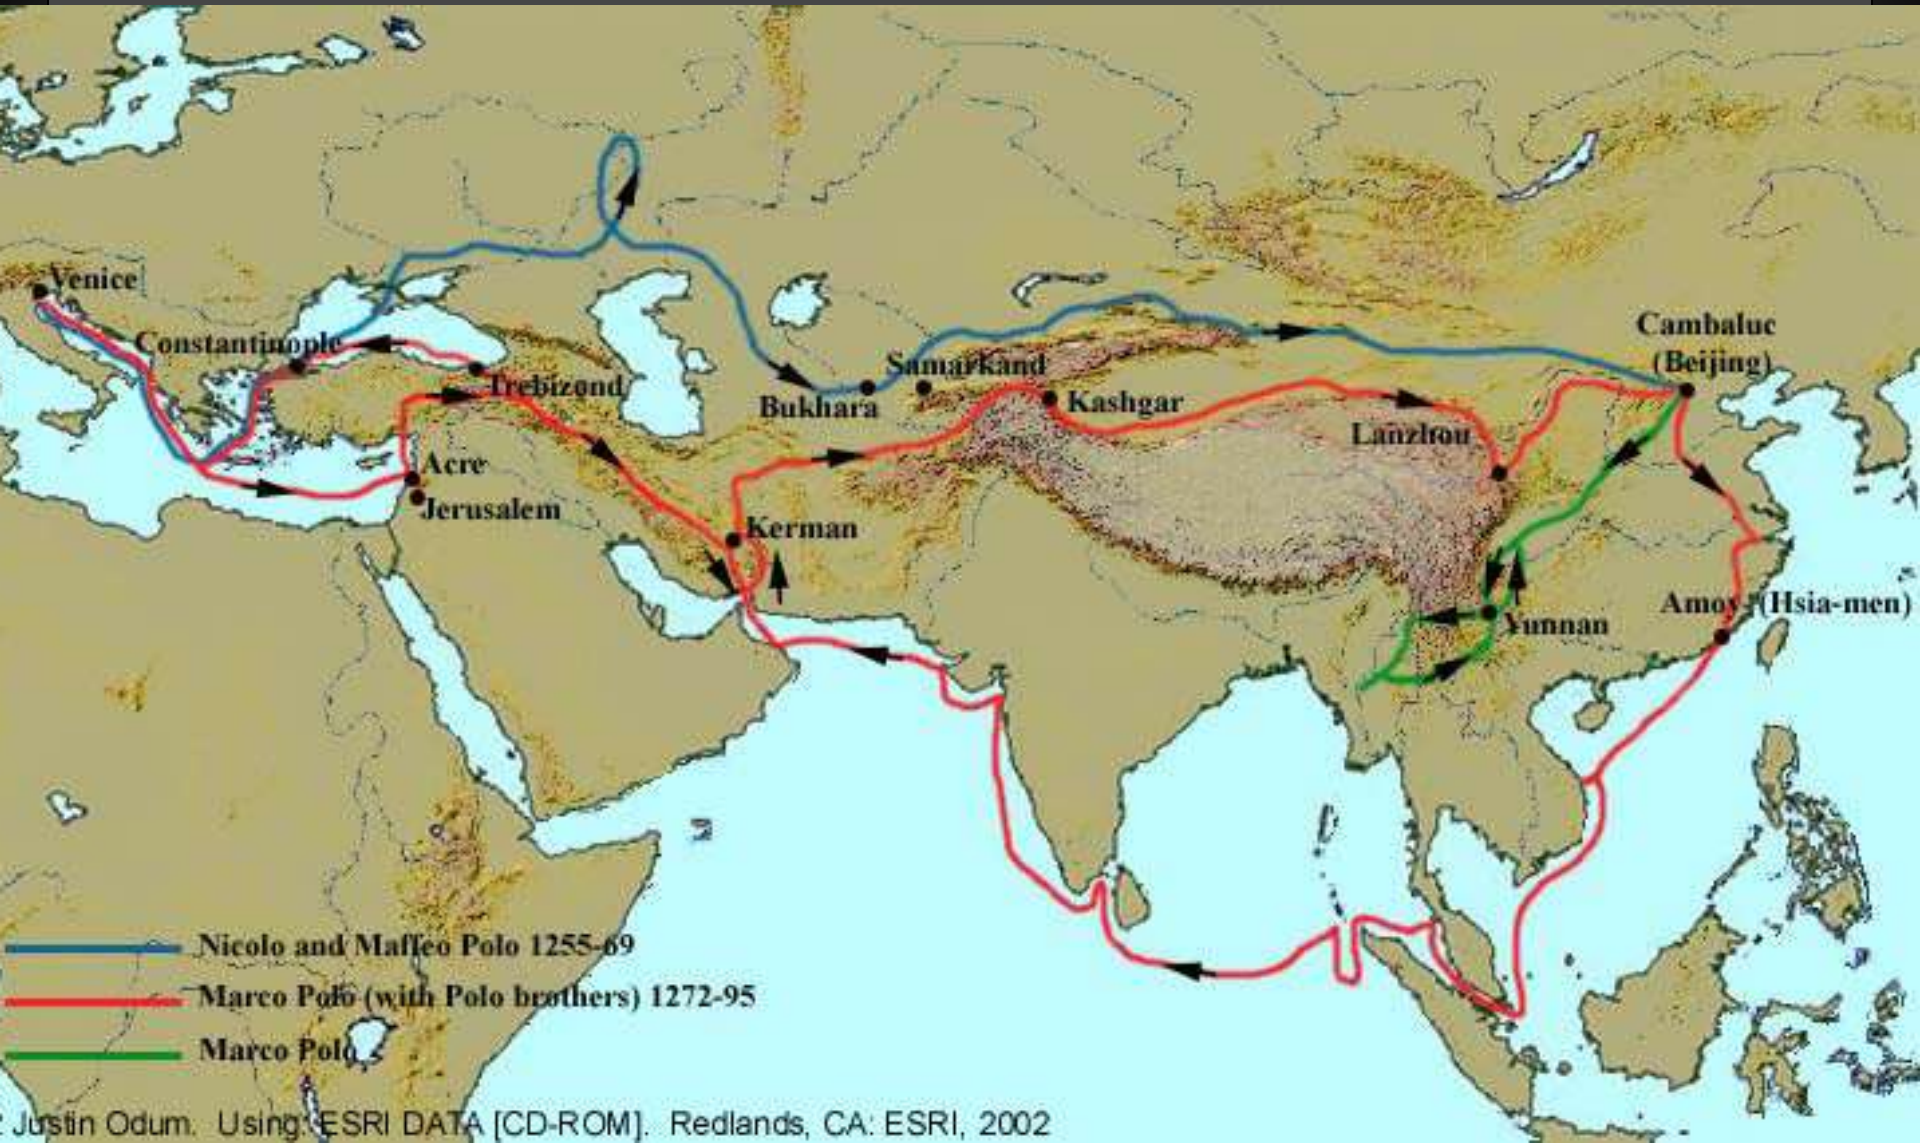 Venice
Constantinople
Trebizond
Bukhara
Samarkand
Kashgar
Lanzhou
Cambaluc
(Beijing)
Acre
Jerusalem
Kerman
Amoy (Hsia-men)
Yunnan
Nicolo and Maffeo Polo 1255-69
Marco Polo (with Polo brothers) 1272-95
Marco Polo
Justin Odum. Using: ESRI DATA [CD-ROM]. Redlands, CA: ESRI, 2002